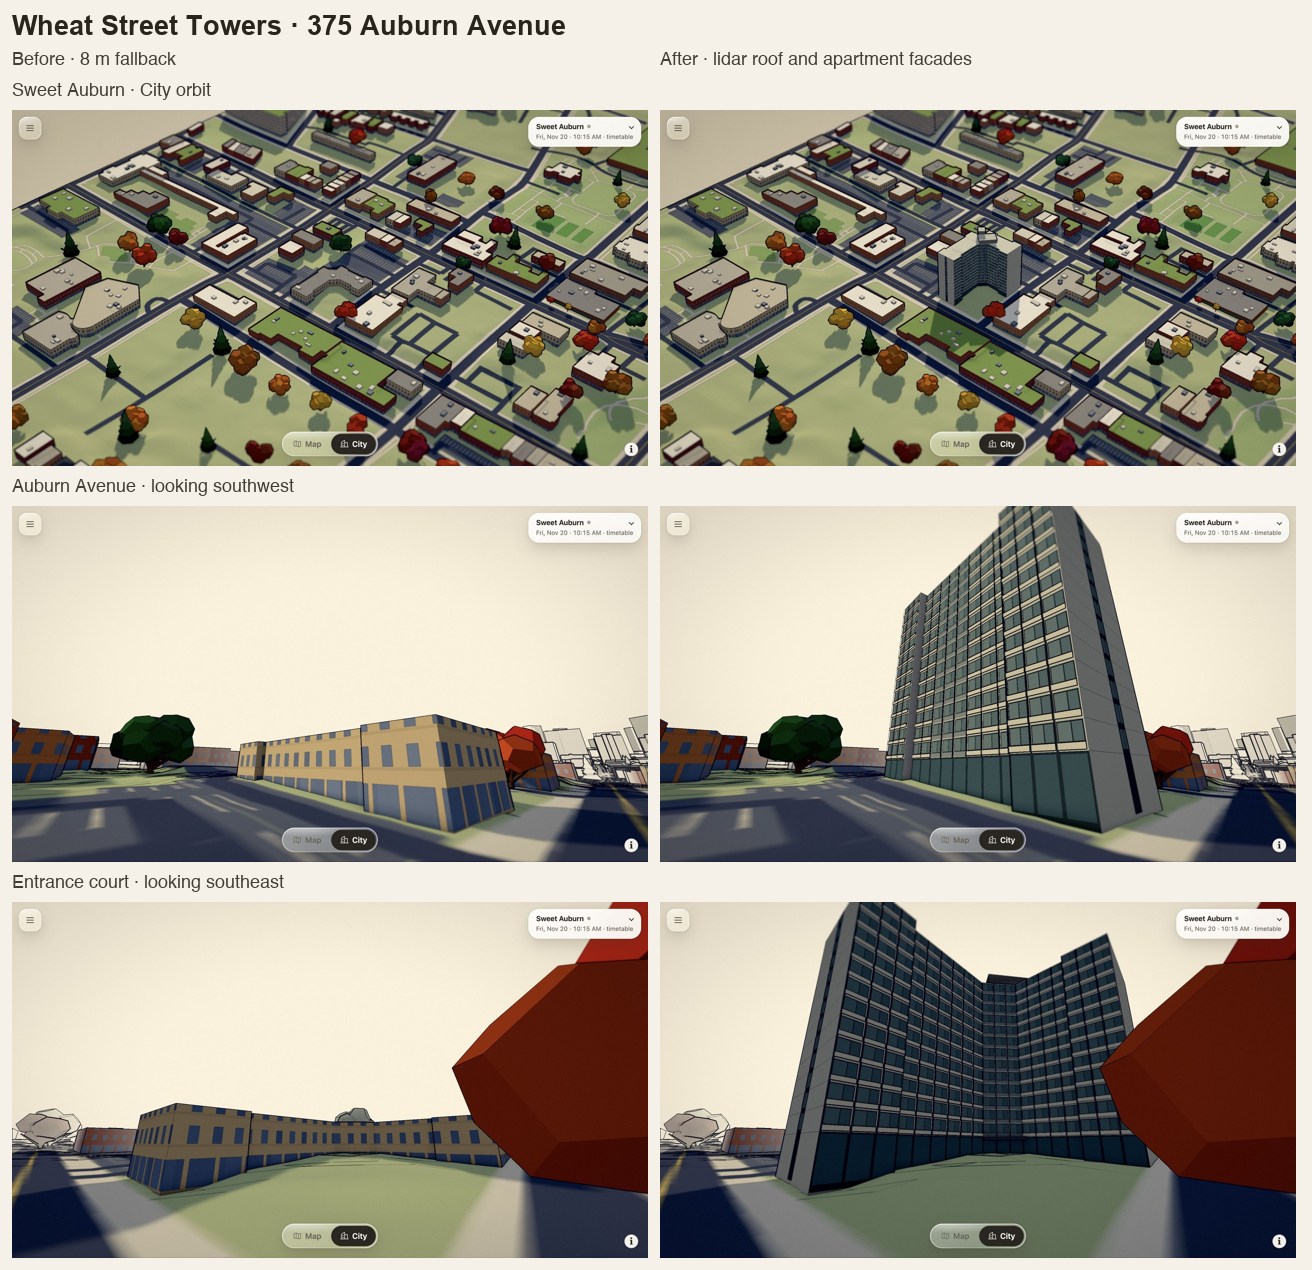 Wheat Street Towers · 375 Auburn Avenue
Before · 8 m fallback
After · lidar roof and apartment facades
Sweet Auburn · City orbit
Sweet Auburn
Fri, Nov 20 · 10:15 AM · timetable
Map
City
Sweet Auburn
Fri, Nov 20 · 10:15 AM · timetable
Map
City
Auburn Avenue · looking southwest
Sweet Auburn
Fri, Nov 20 · 10:15 AM · timetable
Map
City
Sweet Auburn
Fri, Nov 20 · 10:15 AM · timetable
Map
City
Entrance court · looking southeast
Sweet Auburn
Fri, Nov 20 · 10:15 AM · timetable
Map
City
Sweet Auburn
Fri, Nov 20 · 10:15 AM · timetable
Map
City